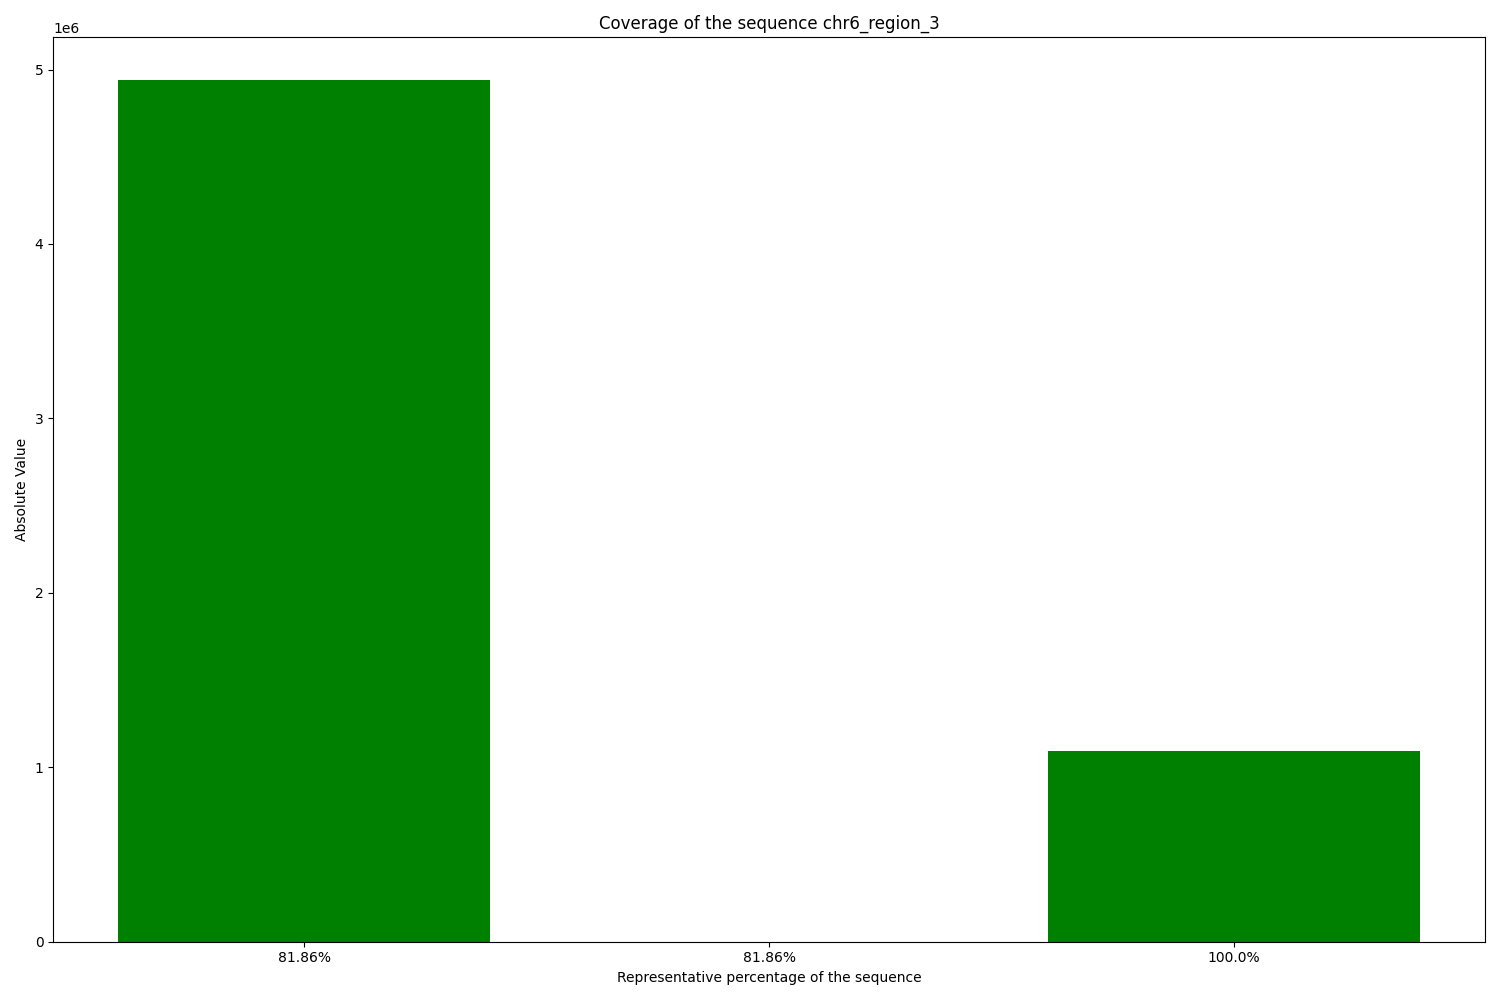 Coverage of the sequence chr6_region_3
1e6
5
4
3
2
1
0
Absolute Value
81.86%
81.86%
100.0%
Representative percentage of the sequence